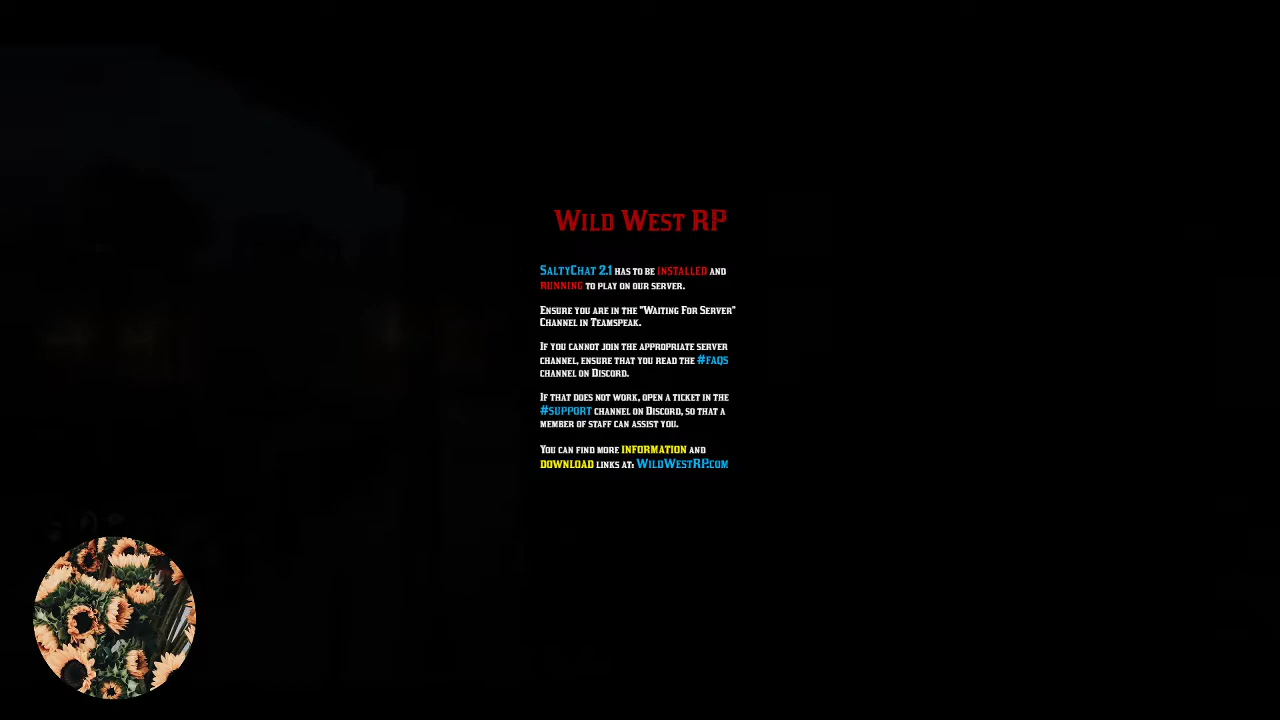 Wild West RP
SaltyChat 2.1 has to be installed and
running to play on our server.
Ensure you are in the "Waiting For Server"
Channel in Teamspeak.
If you cannot join the appropriate server
channel, ensure that you read the #faqs
channel on Discord.
If that does not work, open a ticket in the
#support channel on Discord, so that a
member of staff can assist you.
You can find more information and
download links at: WildWestRP.com